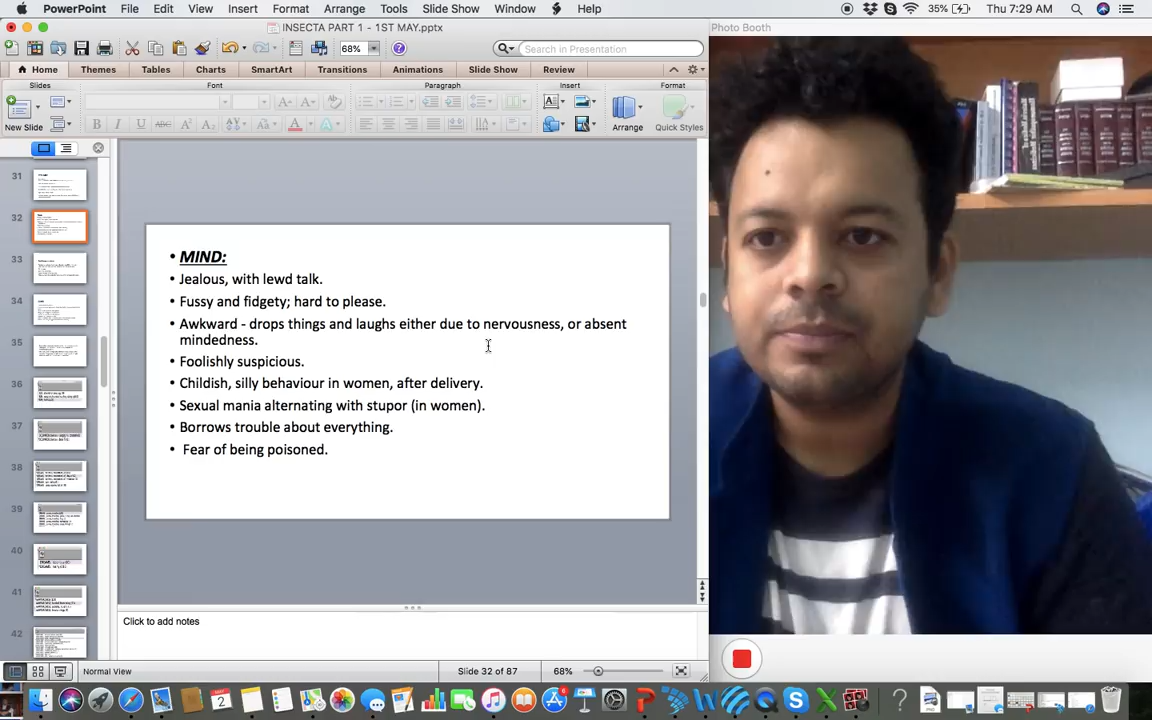 PowerPoint File Edit View Insert Format Arrange Tools Slide Show Window Help 35% Thu 7:29 AM
INSECTA PART 1 - 1ST MAY.pptx
Photo Booth
68% Search in Presentation
Home Themes Tables Charts SmartArt Transitions Animations Slide Show Review
Slides Font Paragraph Insert Format
New Slide Arrange Quick Styles
B I U ABC A² A₂
31
32
33
34
35
36
37
38
39
40
41
42
• MIND:
• Jealous, with lewd talk.
• Fussy and fidgety; hard to please.
• Awkward - drops things and laughs either due to nervousness, or absent
mindedness.
• Foolishly suspicious.
• Childish, silly behaviour in women, after delivery.
• Sexual mania alternating with stupor (in women).
• Borrows trouble about everything.
• Fear of being poisoned.
Click to add notes
Normal View Slide 32 of 87 68%